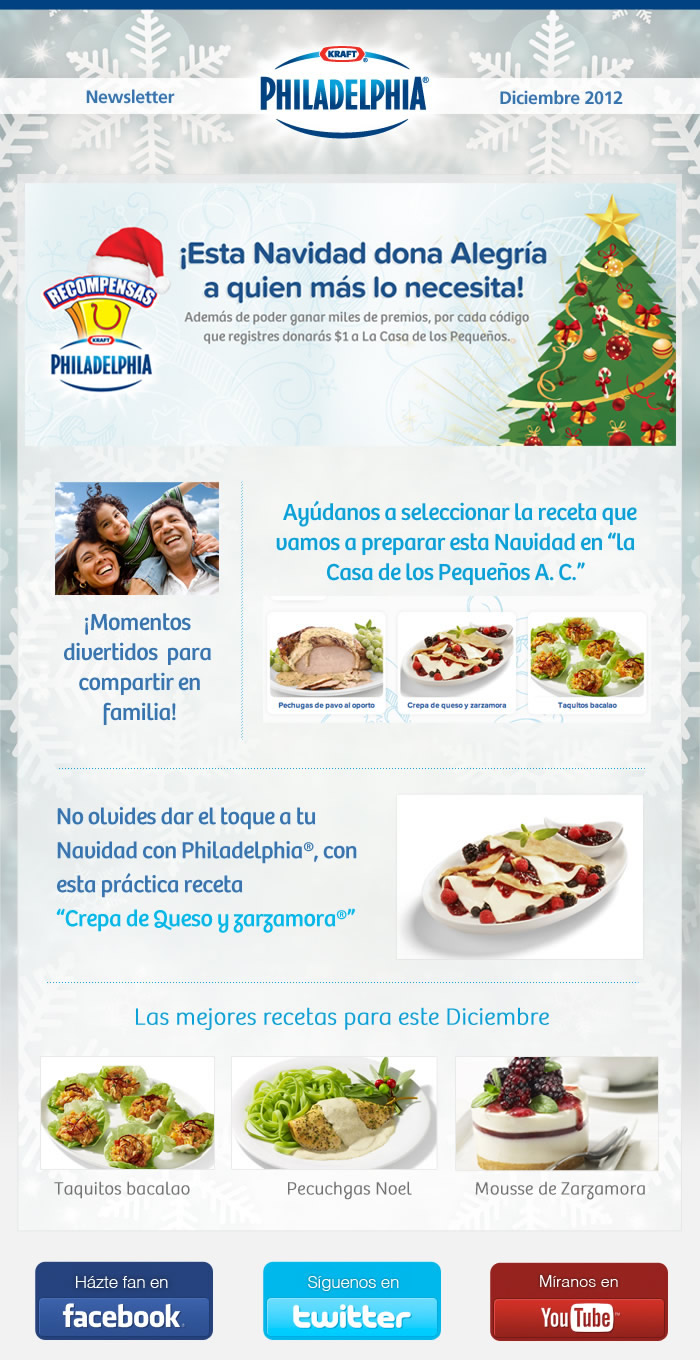 KRAFT
PHILADELPHIA®
Newsletter
Diciembre 2012
¡Esta Navidad dona Alegría
a quien más lo necesita!
Además de poder ganar miles de premios, por cada código
que registres donarás $1 a La Casa de los Pequeños.
RECOMPENSAS
KRAFT
PHILADELPHIA
¡Momentos
divertidos para
compartir en
familia!
Ayúdanos a seleccionar la receta que
vamos a preparar esta Navidad en “la
Casa de los Pequeños A. C.”
Pechugas de pavo al oporto
Crepa de queso y zarzamora
Taquitos bacalao
No olvides dar el toque a tu
Navidad con Philadelphia®, con
esta práctica receta
“Crepa de Queso y zarzamora®”
Las mejores recetas para este Diciembre
Taquitos bacalao
Pecuchgas Noel
Mousse de Zarzamora
Házte fan en
facebook
Síguenos en
twitter
Míranos en
YouTube™